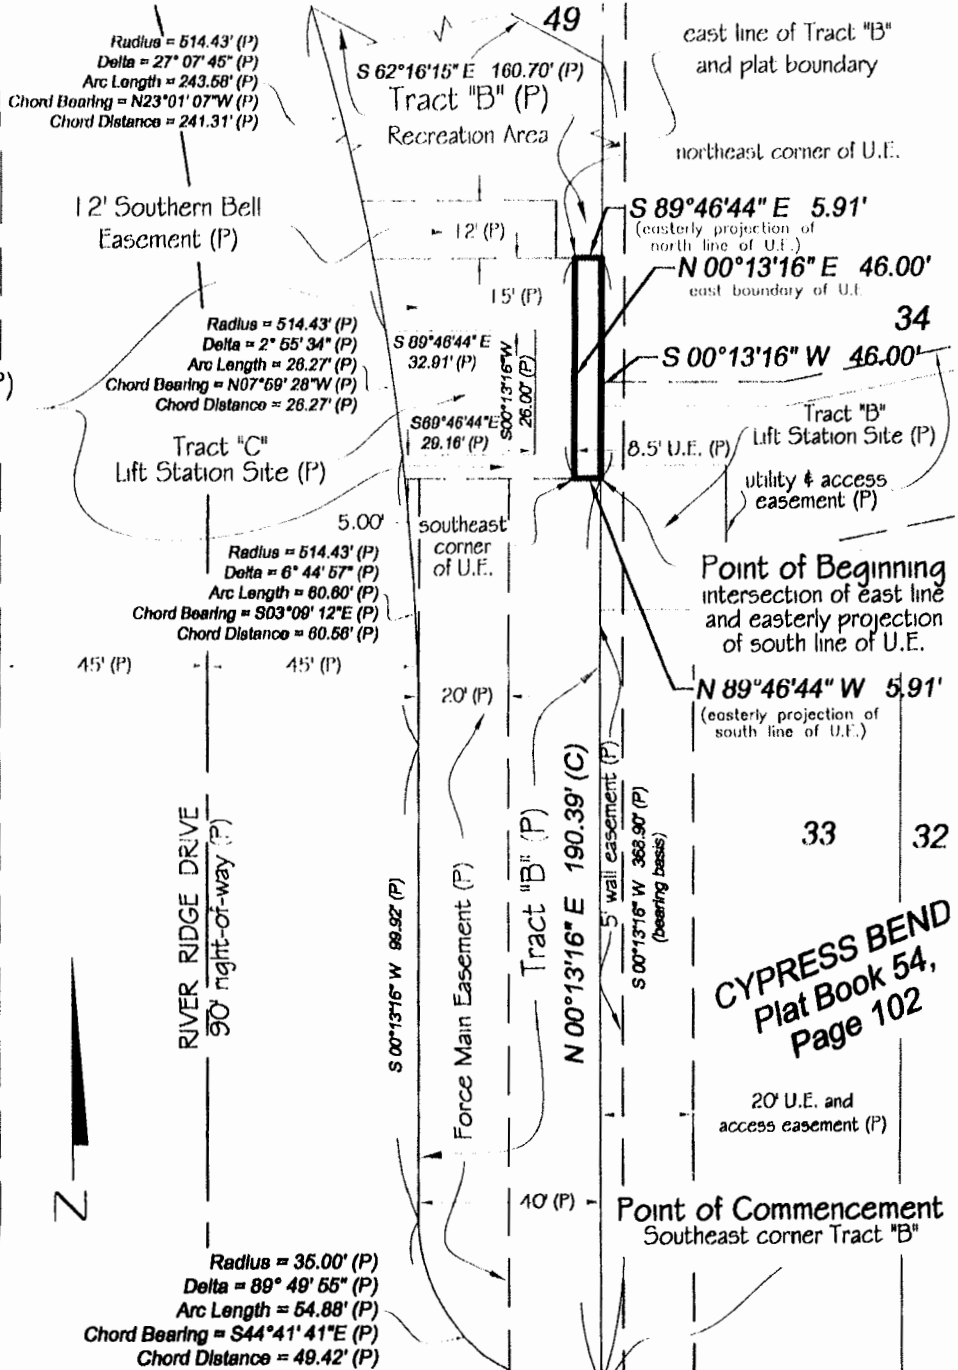 49
east line of Tract "B"
and plat boundary
Radius = 514.43' (P)
Delta = 27° 07' 45" (P)
Arc Length = 243.58' (P)
Chord Bearing = N23°01' 07"W (P)
Chord Distance = 241.31' (P)
S 62°16'15" E 160.70' (P)
Tract "B" (P)
Recreation Area
northeast corner of U.E.
12' Southern Bell
Easement (P)
12' (P)
S 89°46'44" E 5.91'
(easterly projection of
north line of U.E.)
N 00°13'16" E 46.00'
east boundary of U.E.
15' (P)
34
Radius = 514.43' (P)
Delta = 2° 55' 34" (P)
Arc Length = 26.27' (P)
Chord Bearing = N07°59' 28"W (P)
Chord Distance = 26.27' (P)
S 89°46'44" E
32.91' (P)
S00°13'16"W
26.00' (P)
S 00°13'16" W 46.00'
P)
S89°46'44"E
29.16' (P)
Tract "C"
Lift Station Site (P)
8.5' U.E. (P)
Tract "B"
Lift Station Site (P)
utility & access
easement (P)
5.00'
southeast
corner
of U.E.
Radius = 514.43' (P)
Delta = 6° 44' 57" (P)
Arc Length = 60.60' (P)
Chord Bearing = S03°09' 12"E (P)
Chord Distance = 60.56' (P)
Point of Beginning
intersection of east line
and easterly projection
of south line of U.E.
45' (P)
45' (P)
20' (P)
N 89°46'44" W 5.91'
(easterly projection of
south line of U.E.)
RIVER RIDGE DRIVE
90' right-of-way (P)
S 00°13'16" W 99.92' (P)
Force Main Easement (P)
Tract "B" (P)
N 00°13'16" E 190.39' (C)
5' wall easement (P)
S 00°13'16" W 368.90' (P)
(bearing basis)
33
32
CYPRESS BEND
Plat Book 54,
Page 102
20' U.E. and
access easement (P)
N
40' (P)
Point of Commencement
Southeast corner Tract "B"
Radius = 35.00' (P)
Delta = 89° 49' 55" (P)
Arc Length = 54.88' (P)
Chord Bearing = S44°41' 41"E (P)
Chord Distance = 49.42' (P)